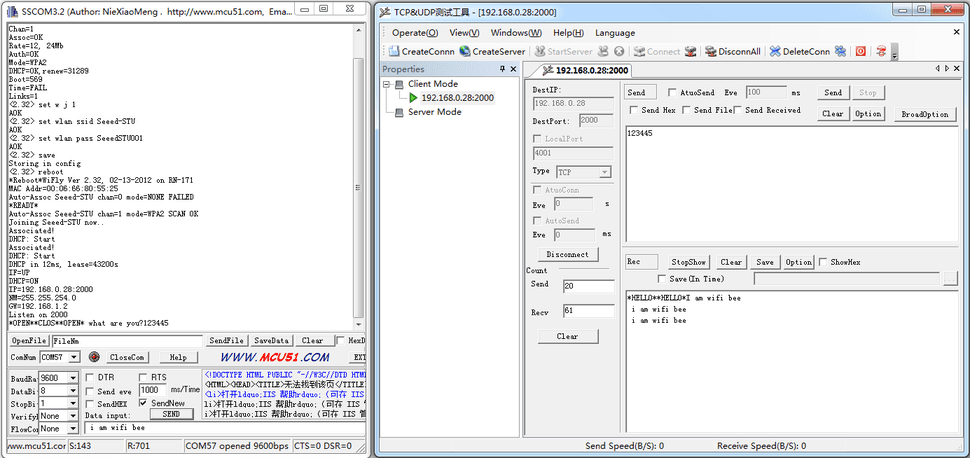 SSCOM3.2 (Author: NieXiaoMeng . http://www.mcu51.com, Ema...
Chan=1
Assoc=OK
Rate=12, 24Mb
Auth=OK
Mode=WPA2
DHCP=OK, renew=31289
Boot=569
Time=FAIL
Links=1
<2.32> set w j 1
AOK
<2.32> set wlan ssid Seeed-STU
AOK
<2.32> set wlan pass SeeedSTU001
AOK
<2.32> save
Storing in config
<2.32> reboot
*Reboot*WiFly Ver 2.32, 02-13-2012 on RN-171
MAC Addr=00:06:66:80:55:25
Auto-Assoc Seeed-STU chan=0 mode=NONE FAILED
*READY*
Auto-Assoc Seeed-STU chan=1 mode=WPA2 SCAN OK
Joining Seeed-STU now..
Associated!
DHCP: Start
Associated!
DHCP: Start
DHCP in 12ms, lease=43200s
IF=UP
DHCP=ON
IP=192.168.0.28:2000
NM=255.255.254.0
GW=192.168.1.2
Listen on 2000
*OPEN**CLOS**OPEN* what are you?123445
OpenFile FileNm SendFile SaveData Clear HexD
ComNum COM57 CloseCom Help WWW.MCU51.COM EXT
BaudRa 9600 DTR RTS
DataBi 8 Send eve 1000 ms/Time
StopBi 1 SendHEX SendNew
Verify None Data input: SEND
FlowCon None i am wifi bee
<!DOCTYPE HTML PUBLIC "-//W3C//DTD HTM
<HTML><HEAD><TITLE>无法找到该页</TITLE
<li>打开ldquo;IIS 帮助rdquo; (可在 IIS
li>打开ldquo;IIS 帮助rdquo; (可在 IIS 管
i>打开ldquo;IIS 帮助rdquo; (可在 IIS 管
www.mcu51.cor S:143 R:701 COM57 opened 9600bps CTS=0 DSR=0
TCP&UDP测试工具 - [192.168.0.28:2000]
Operate(O) View(V) Windows(W) Help(H) Language
CreateConnn CreateServer StartServer Connect DisconnAll DeleteConn
Properties
Client Mode
192.168.0.28:2000
Server Mode
192.168.0.28:2000
DestIP:
192.168.0.28
DestPort: 2000
LocalPort
4001
Type TCP
AtuoConn
Eve 0 s
AutoSend
Eve 0 ms
Disconnect
Count
Send 20
Recv 61
Clear
Send AtuoSend Eve 100 ms Send Stop
Send Hex Send File Send Received Clear Option BroadOption
123445
Rec StopShow Clear Save Option ShowHex
Save(In Time)
*HELLO**HELLO*I am wifi bee
i am wifi bee
i am wifi bee
Send Speed(B/S): 0 Receive Speed(B/S): 0